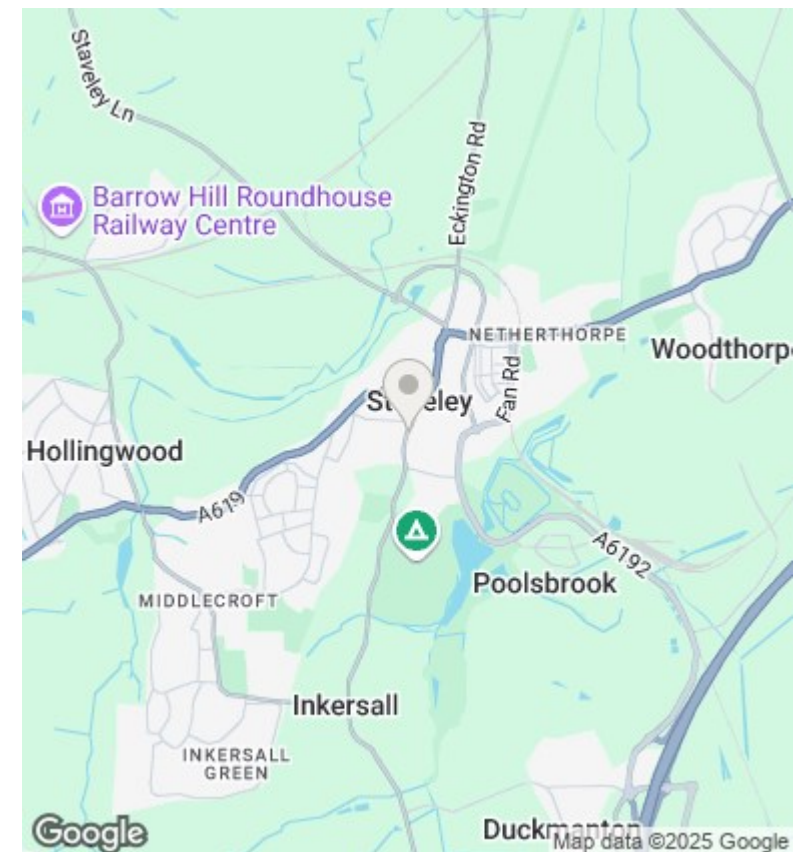 Staveley Ln
Eckington Rd
Barrow Hill Roundhouse
Railway Centre
NETHERTHORPE
Woodthorp
Fan Rd
Hollingwood
A619
A6192
Poolsbrook
MIDDLECROFT
Inkersall
INKERSALL
GREEN
Duckmanton
Google
Map data ©2025 Google